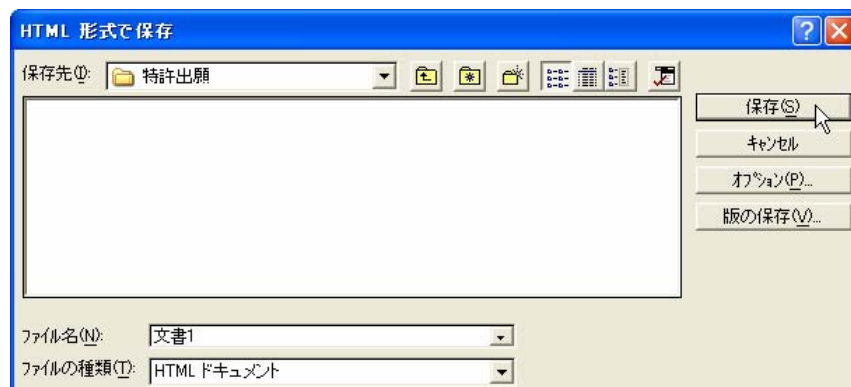 HTML 形式で保存
保存先(I): 特許出願
保存(S)
キャンセル
オプション(P)...
版の保存(V)...
ファイル名(N): 文書1
ファイルの種類(T): HTML ドキュメント